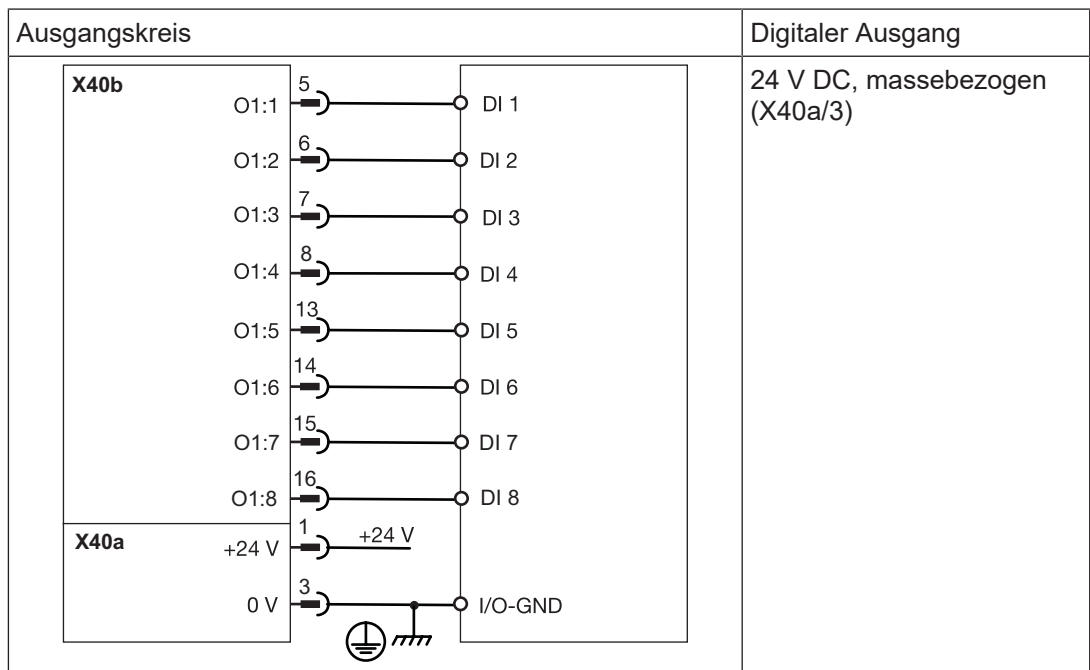 Ausgangskreis
Digitaler Ausgang
24 V DC, massebezogen
(X40a/3)
X40b
O1:1 5 DI 1
O1:2 6 DI 2
O1:3 7 DI 3
O1:4 8 DI 4
O1:5 13 DI 5
O1:6 14 DI 6
O1:7 15 DI 7
O1:8 16 DI 8
X40a
+24 V 1 +24 V
0 V 3 I/O-GND